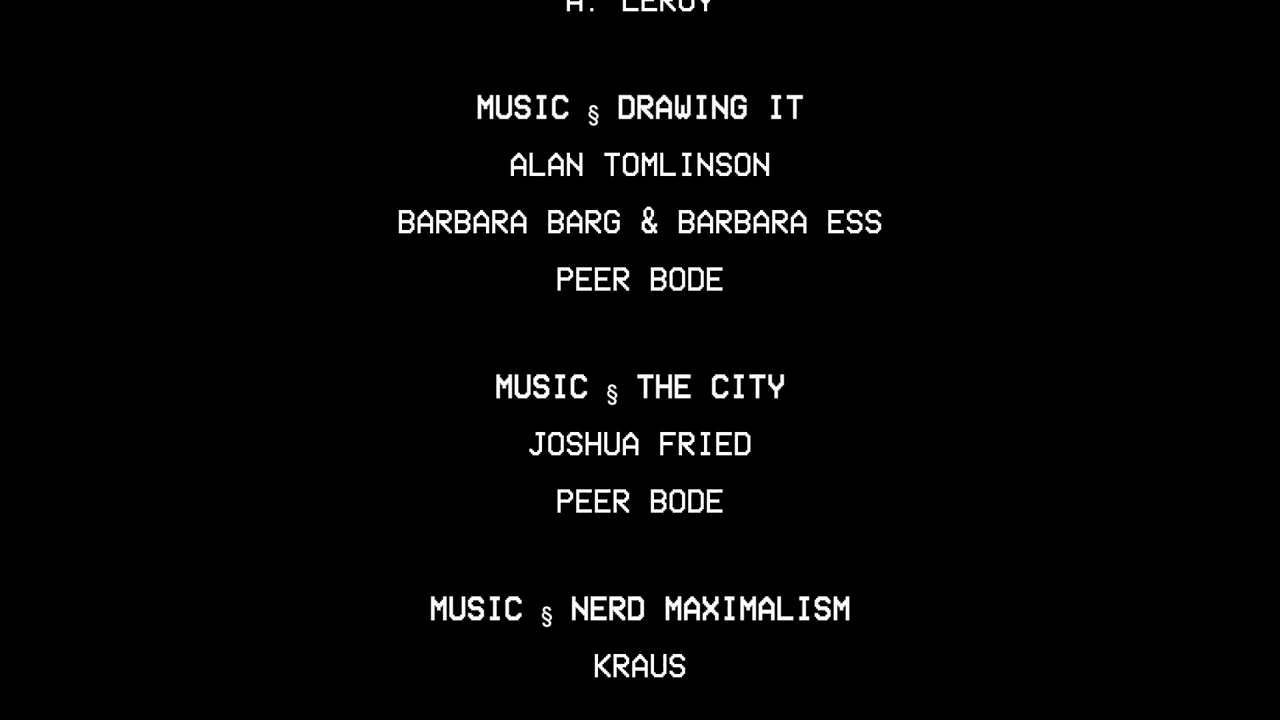 A. LEROY
MUSIC § DRAWING IT
ALAN TOMLINSON
BARBARA BARG & BARBARA ESS
PEER BODE
MUSIC § THE CITY
JOSHUA FRIED
PEER BODE
MUSIC § NERD MAXIMALISM
KRAUS